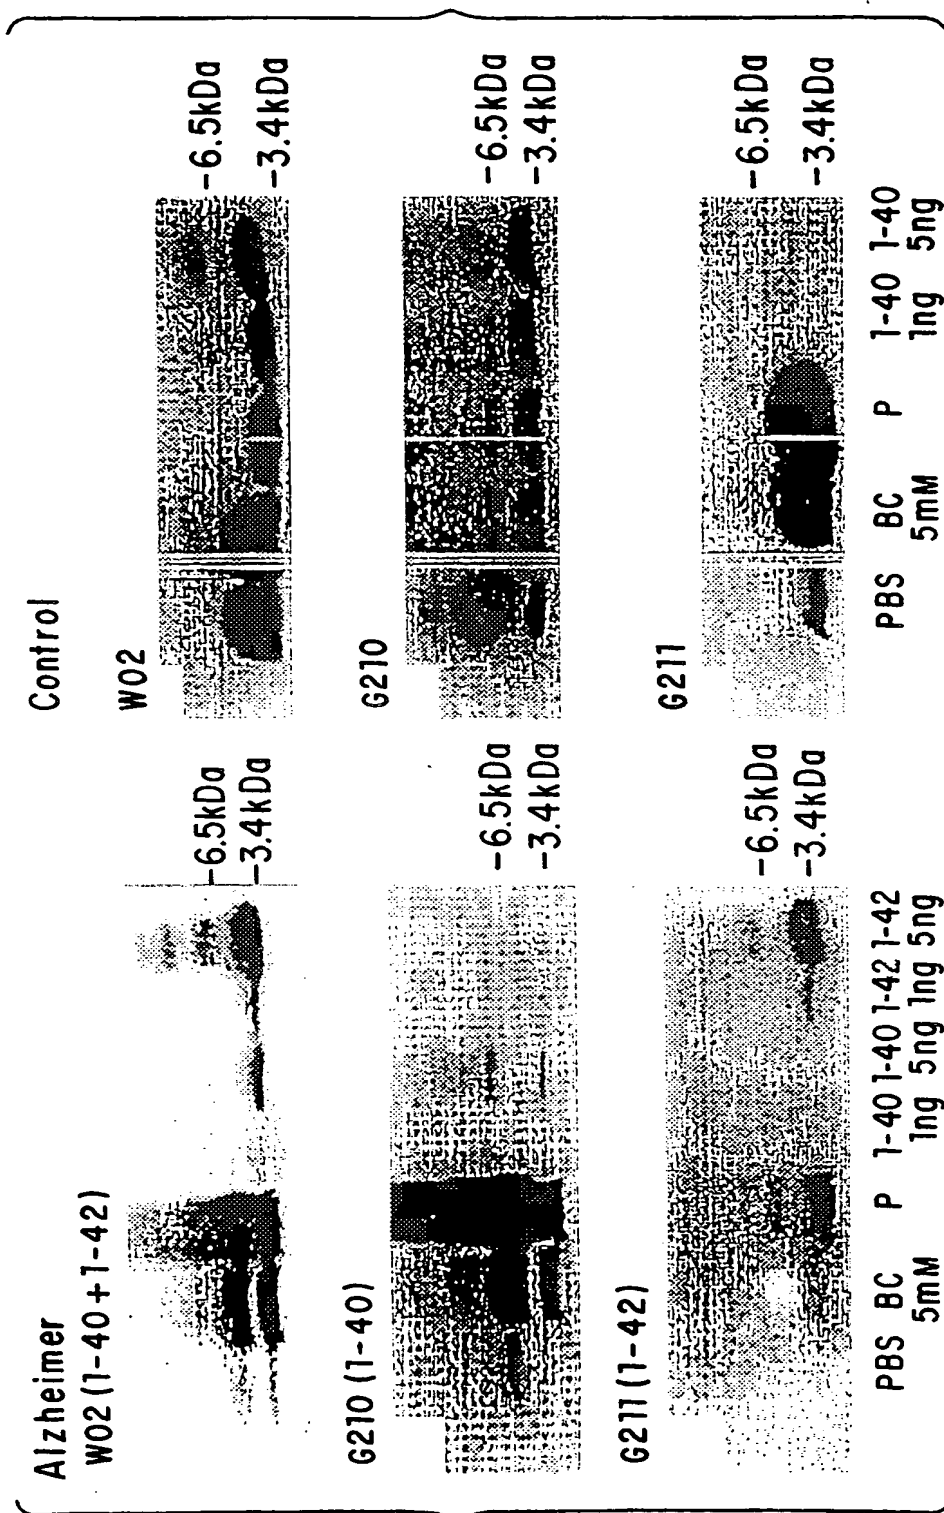 Alzheimer
W02 (1-40+1-42)
-6.5kDa
-3.4kDa
G210 (1-40)
-6.5kDa
-3.4kDa
G211 (1-42)
-6.5kDa
-3.4kDa
PBS BC P 1-40 1-40 1-42 1-42
5mM 1ng 5ng 1ng 5ng
Control
W02
-6.5kDa
-3.4kDa
G210
-6.5kDa
-3.4kDa
G211
-6.5kDa
-3.4kDa
PBS BC P 1-40 1-40
5mM 1ng 5ng